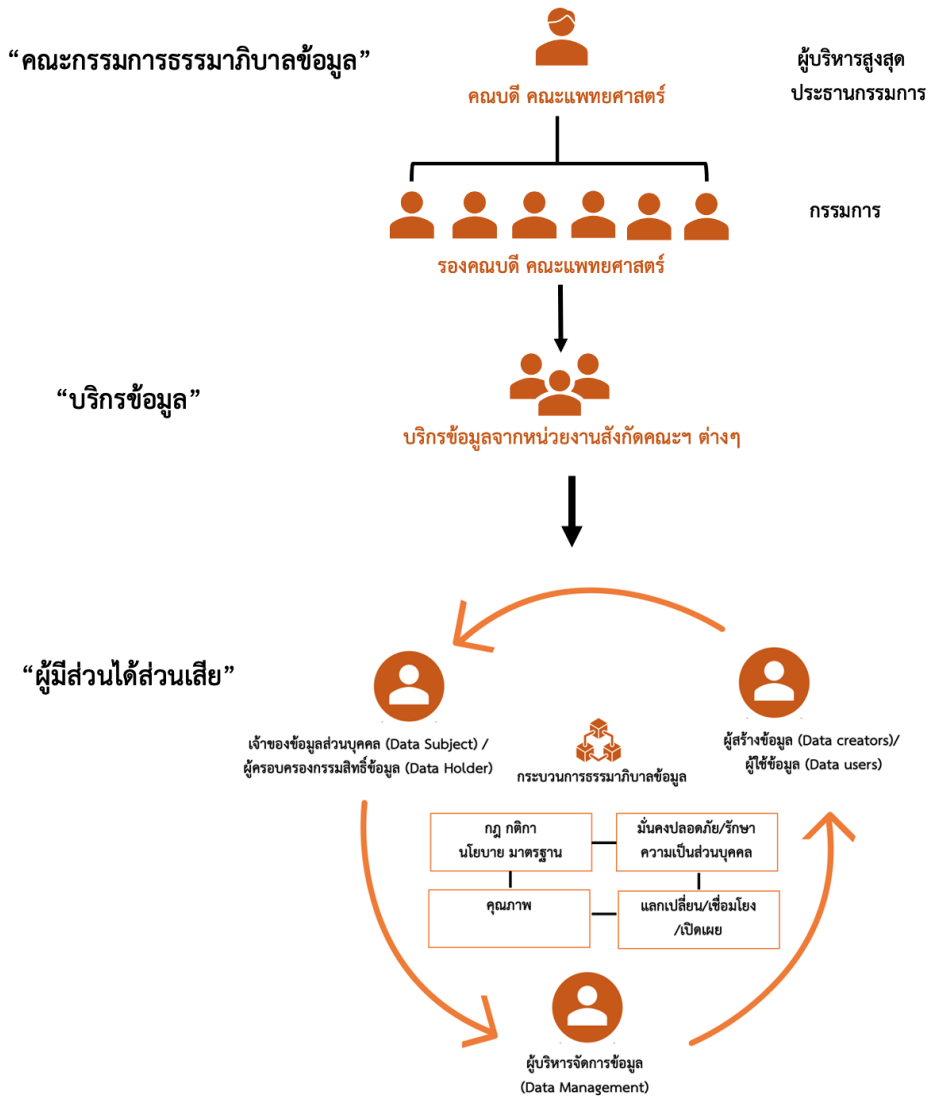 “คณะกรรมการธรรมาภิบาลข้อมูล”
ผู้บริหารสูงสุด
ประธานกรรมการ
คณบดี คณะแพทยศาสตร์
กรรมการ
รองคณบดี คณะแพทยศาสตร์
“บริกรข้อมูล”
บริกรข้อมูลจากหน่วยงานสังกัดคณะฯ ต่างๆ
“ผู้มีส่วนได้ส่วนเสีย”
เจ้าของข้อมูลส่วนบุคคล (Data Subject) /
ผู้ครอบครองกรรมสิทธิ์ข้อมูล (Data Holder)
ผู้สร้างข้อมูล (Data creators)/
ผู้ใช้ข้อมูล (Data users)
กระบวนการธรรมาภิบาลข้อมูล
กฎ กติกา
นโยบาย มาตรฐาน
มั่นคงปลอดภัย/รักษา
ความเป็นส่วนบุคคล
คุณภาพ
แลกเปลี่ยน/เชื่อมโยง
/เปิดเผย
ผู้บริหารจัดการข้อมูล
(Data Management)